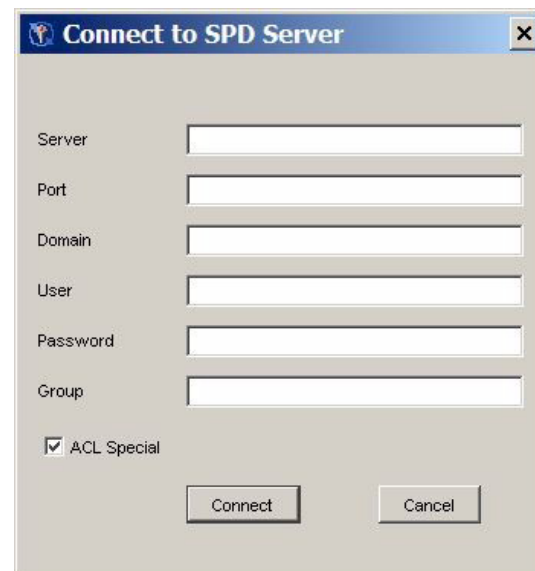 Connect to SPD Server
Server
Port
Domain
User
Password
Group
ACL Special
Connect Cancel